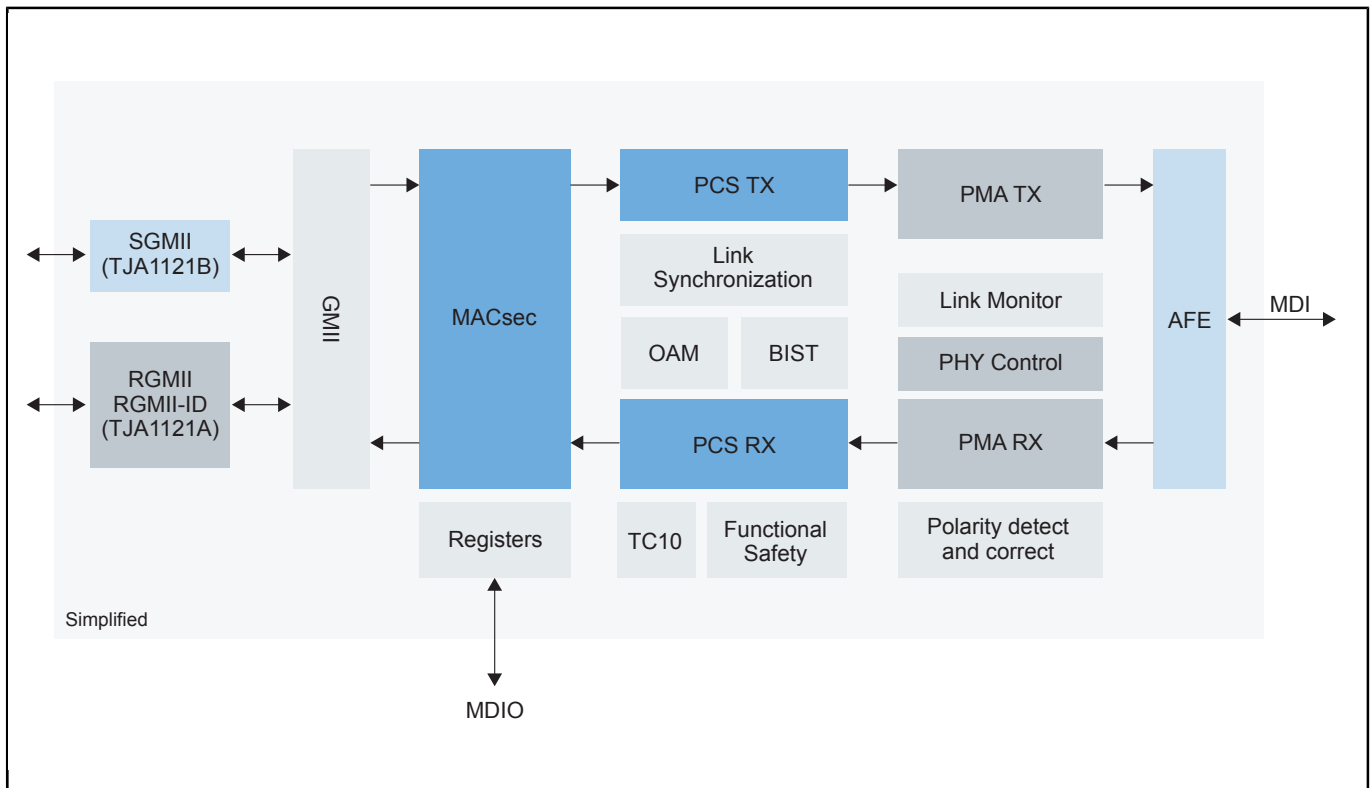 SGMII
(TJA1121B)
RGMII
RGMII-ID
(TJA1121A)
GMII
MACsec
PCS TX
Link
Synchronization
OAM
BIST
PCS RX
PMA TX
Link Monitor
PHY Control
PMA RX
AFE
MDI
Registers
TC10
Functional
Safety
Polarity detect
and correct
Simplified
MDIO